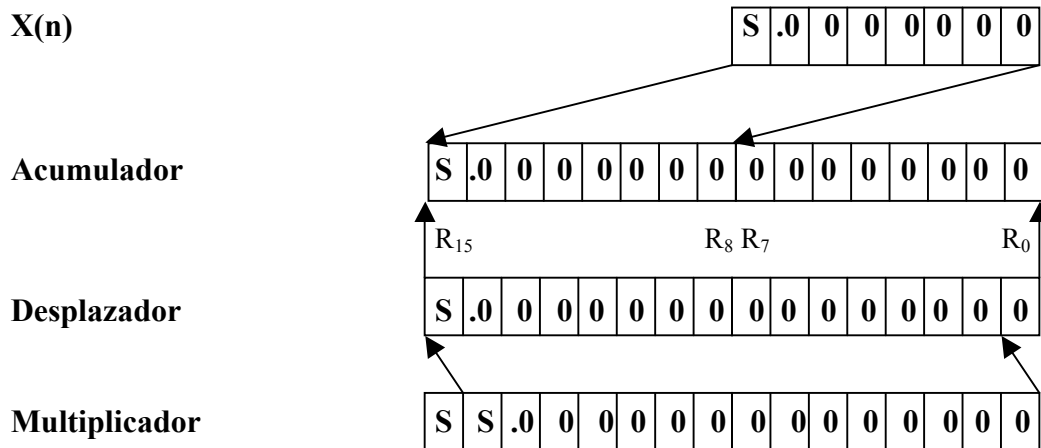 X(n) S .0 0 0 0 0 0 0
Acumulador S .0 0 0 0 0 0 0 0 0 0 0 0 0 0 0
R15 R8 R7 R0
Desplazador S .0 0 0 0 0 0 0 0 0 0 0 0 0 0 0
Multiplicador S S .0 0 0 0 0 0 0 0 0 0 0 0 0 0